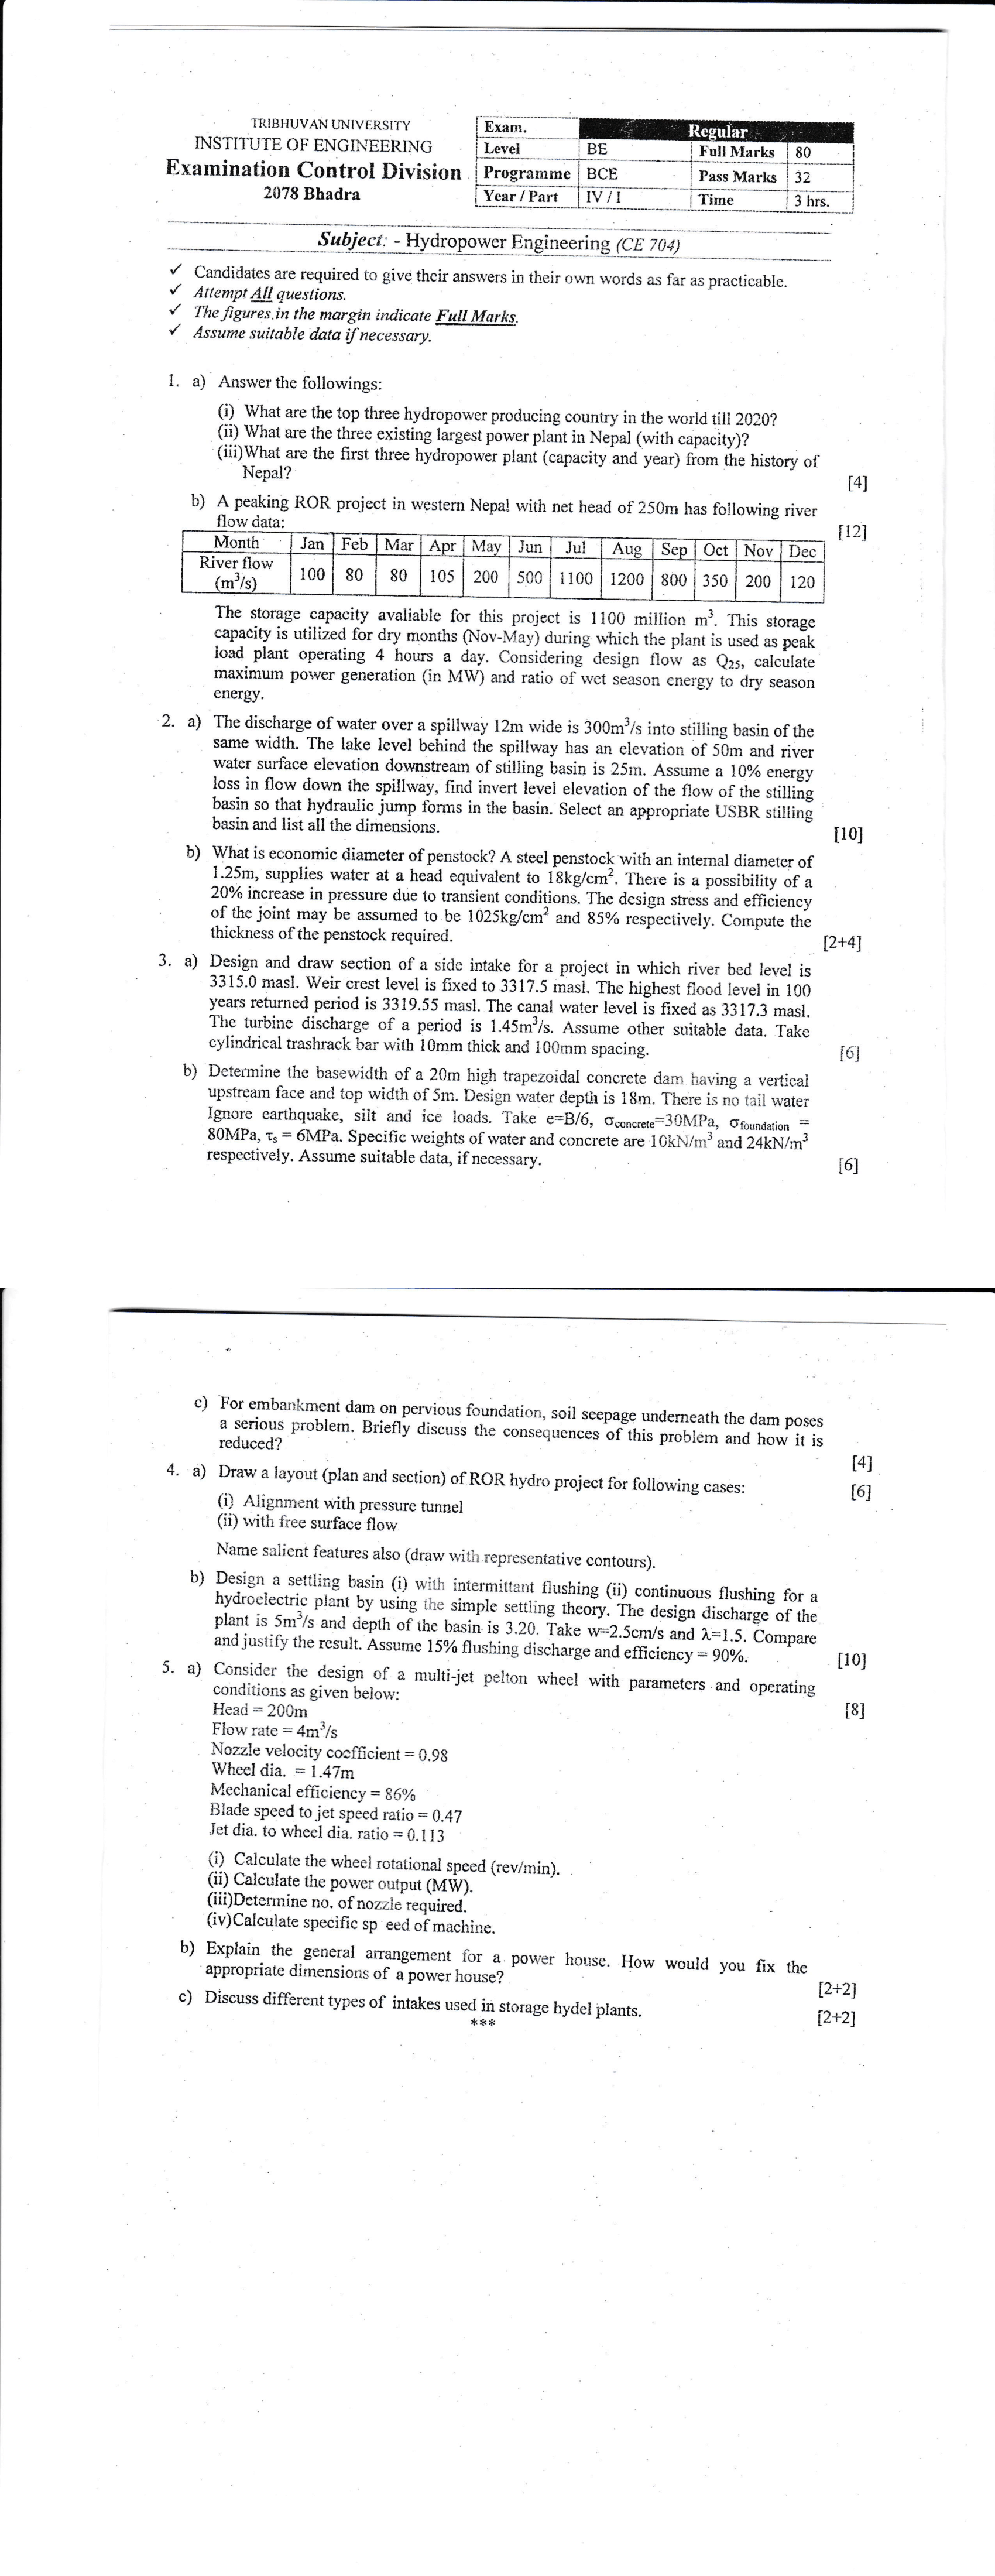 TRIBHUVAN UNIVERSITY
INSTITUTE OF ENGINEERING
Examination Control Division
2078 Bhadra
Exam. Regular
Level BE Full Marks 80
Programme BCE Pass Marks 32
Year / Part IV / I Time 3 hrs.
Subject: - Hydropower Engineering (CE 704)
✓ Candidates are required to give their answers in their own words as far as practicable.
✓ Attempt All questions.
✓ The figures in the margin indicate Full Marks.
✓ Assume suitable data if necessary.
1. a) Answer the followings:
(i) What are the top three hydropower producing country in the world till 2020?
(ii) What are the three existing largest power plant in Nepal (with capacity)?
(iii)What are the first three hydropower plant (capacity and year) from the history of
Nepal? [4]
b) A peaking ROR project in western Nepal with net head of 250m has following river
flow data: [12]
Month Jan Feb Mar Apr May Jun Jul Aug Sep Oct Nov Dec
River flow
(m³/s) 100 80 80 105 200 500 1100 1200 800 350 200 120
The storage capacity avaliable for this project is 1100 million m³. This storage
capacity is utilized for dry months (Nov-May) during which the plant is used as peak
load plant operating 4 hours a day. Considering design flow as Q₂₅, calculate
maximum power generation (in MW) and ratio of wet season energy to dry season
energy.
2. a) The discharge of water over a spillway 12m wide is 300m³/s into stilling basin of the
same width. The lake level behind the spillway has an elevation of 50m and river
water surface elevation downstream of stilling basin is 25m. Assume a 10% energy
loss in flow down the spillway, find invert level elevation of the flow of the stilling
basin so that hydraulic jump forms in the basin. Select an appropriate USBR stilling
basin and list all the dimensions. [10]
b) What is economic diameter of penstock? A steel penstock with an internal diameter of
1.25m, supplies water at a head equivalent to 18kg/cm². There is a possibility of a
20% increase in pressure due to transient conditions. The design stress and efficiency
of the joint may be assumed to be 1025kg/cm² and 85% respectively. Compute the
thickness of the penstock required. [2+4]
3. a) Design and draw section of a side intake for a project in which river bed level is
3315.0 masl. Weir crest level is fixed to 3317.5 masl. The highest flood level in 100
years returned period is 3319.55 masl. The canal water level is fixed as 3317.3 masl.
The turbine discharge of a period is 1.45m³/s. Assume other suitable data. Take
cylindrical trashrack bar with 10mm thick and 100mm spacing. [6]
b) Determine the basewidth of a 20m high trapezoidal concrete dam having a vertical
upstream face and top width of 5m. Design water depth is 18m. There is no tail water
Ignore earthquake, silt and ice loads. Take e=B/6, σconcrete=30MPa, σfoundation =
80MPa, τs = 6MPa. Specific weights of water and concrete are 10kN/m³ and 24kN/m³
respectively. Assume suitable data, if necessary. [6]
c) For embankment dam on pervious foundation, soil seepage underneath the dam poses
a serious problem. Briefly discuss the consequences of this problem and how it is
reduced? [4]
4. a) Draw a layout (plan and section) of ROR hydro project for following cases: [6]
(i) Alignment with pressure tunnel
(ii) with free surface flow
Name salient features also (draw with representative contours).
b) Design a settling basin (i) with intermittant flushing (ii) continuous flushing for a
hydroelectric plant by using the simple settling theory. The design discharge of the
plant is 5m³/s and depth of the basin is 3.20. Take w=2.5cm/s and λ=1.5. Compare
and justify the result. Assume 15% flushing discharge and efficiency = 90%. [10]
5. a) Consider the design of a multi-jet pelton wheel with parameters and operating
conditions as given below: [8]
Head = 200m
Flow rate = 4m³/s
Nozzle velocity coefficient = 0.98
Wheel dia. = 1.47m
Mechanical efficiency = 86%
Blade speed to jet speed ratio = 0.47
Jet dia. to wheel dia. ratio = 0.113
(i) Calculate the wheel rotational speed (rev/min).
(ii) Calculate the power output (MW).
(iii)Determine no. of nozzle required.
(iv)Calculate specific sp eed of machine.
b) Explain the general arrangement for a power house. How would you fix the
appropriate dimensions of a power house? [2+2]
c) Discuss different types of intakes used in storage hydel plants. [2+2]
***